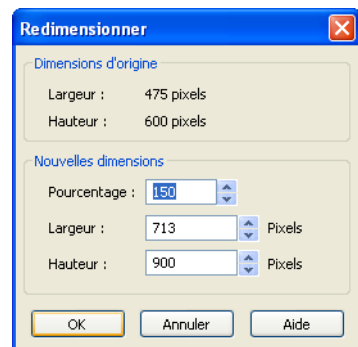 Redimensionner
Dimensions d'origine
Largeur : 475 pixels
Hauteur : 600 pixels
Nouvelles dimensions
Pourcentage : 150
Largeur : 713 Pixels
Hauteur : 900 Pixels
OK Annuler Aide